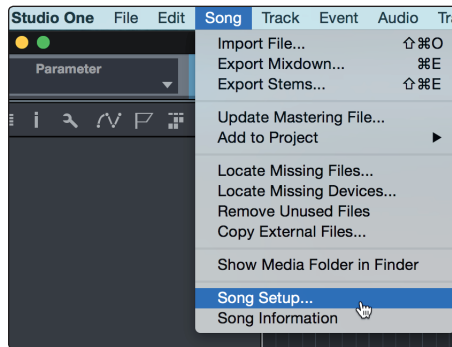 Studio One File Edit Song Track Event Audio Tra
Parameter
Import File... ⇧⌘O
Export Mixdown... ⌘E
Export Stems... ⇧⌘E
Update Mastering File...
Add to Project
Locate Missing Files...
Locate Missing Devices...
Remove Unused Files
Copy External Files...
Show Media Folder in Finder
Song Setup...
Song Information